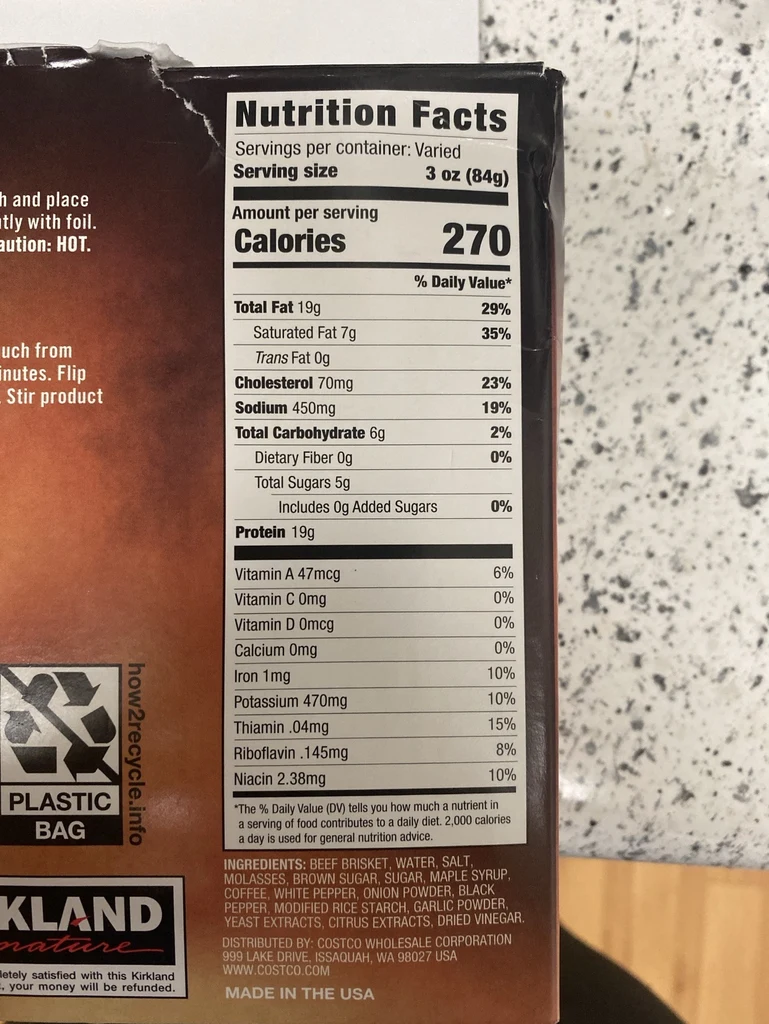 h and place
tly with foil.
aution: HOT.
uch from
inutes. Flip
. Stir product
Nutrition Facts
Servings per container: Varied
Serving size 3 oz (84g)
Amount per serving
Calories 270
% Daily Value*
Total Fat 19g 29%
Saturated Fat 7g 35%
Trans Fat 0g
Cholesterol 70mg 23%
Sodium 450mg 19%
Total Carbohydrate 6g 2%
Dietary Fiber 0g 0%
Total Sugars 5g
Includes 0g Added Sugars 0%
Protein 19g
Vitamin A 47mcg 6%
Vitamin C 0mg 0%
Vitamin D 0mcg 0%
Calcium 0mg 0%
Iron 1mg 10%
Potassium 470mg 10%
Thiamin .04mg 15%
Riboflavin .145mg 8%
Niacin 2.38mg 10%
*The % Daily Value (DV) tells you how much a nutrient in
a serving of food contributes to a daily diet. 2,000 calories
a day is used for general nutrition advice.
INGREDIENTS: BEEF BRISKET, WATER, SALT,
MOLASSES, BROWN SUGAR, SUGAR, MAPLE SYRUP,
COFFEE, WHITE PEPPER, ONION POWDER, BLACK
PEPPER, MODIFIED RICE STARCH, GARLIC POWDER,
YEAST EXTRACTS, CITRUS EXTRACTS, DRIED VINEGAR.
DISTRIBUTED BY: COSTCO WHOLESALE CORPORATION
999 LAKE DRIVE, ISSAQUAH, WA 98027 USA
WWW.COSTCO.COM
MADE IN THE USA
PLASTIC
BAG
how2recycle.info
KLAND
nature
letely satisfied with this Kirkland
, your money will be refunded.